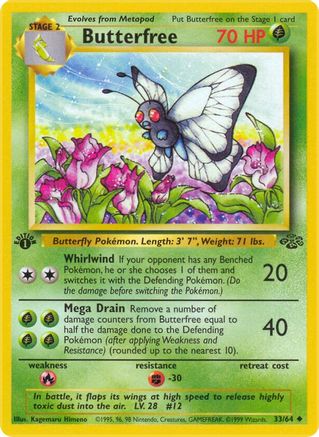 Evolves from Metapod Put Butterfree on the Stage 1 card
STAGE 2 Butterfree 70 HP
EDITION
1
Butterfly Pokémon. Length: 3' 7", Weight: 71 lbs.
Whirlwind If your opponent has any Benched
Pokémon, he or she chooses 1 of them and
switches it with the Defending Pokémon. (Do
the damage before switching the Pokémon.)
20
Mega Drain Remove a number of
damage counters from Butterfree equal to
half the damage done to the Defending
Pokémon (after applying Weakness and
Resistance) (rounded up to the nearest 10).
40
weakness resistance retreat cost
-30
In battle, it flaps its wings at high speed to release highly
toxic dust into the air. LV. 28 #12
Illus. Kagemaru Himeno ©1995, 96, 98 Nintendo, Creatures, GAMEFREAK. ©1999 Wizards. 33/64